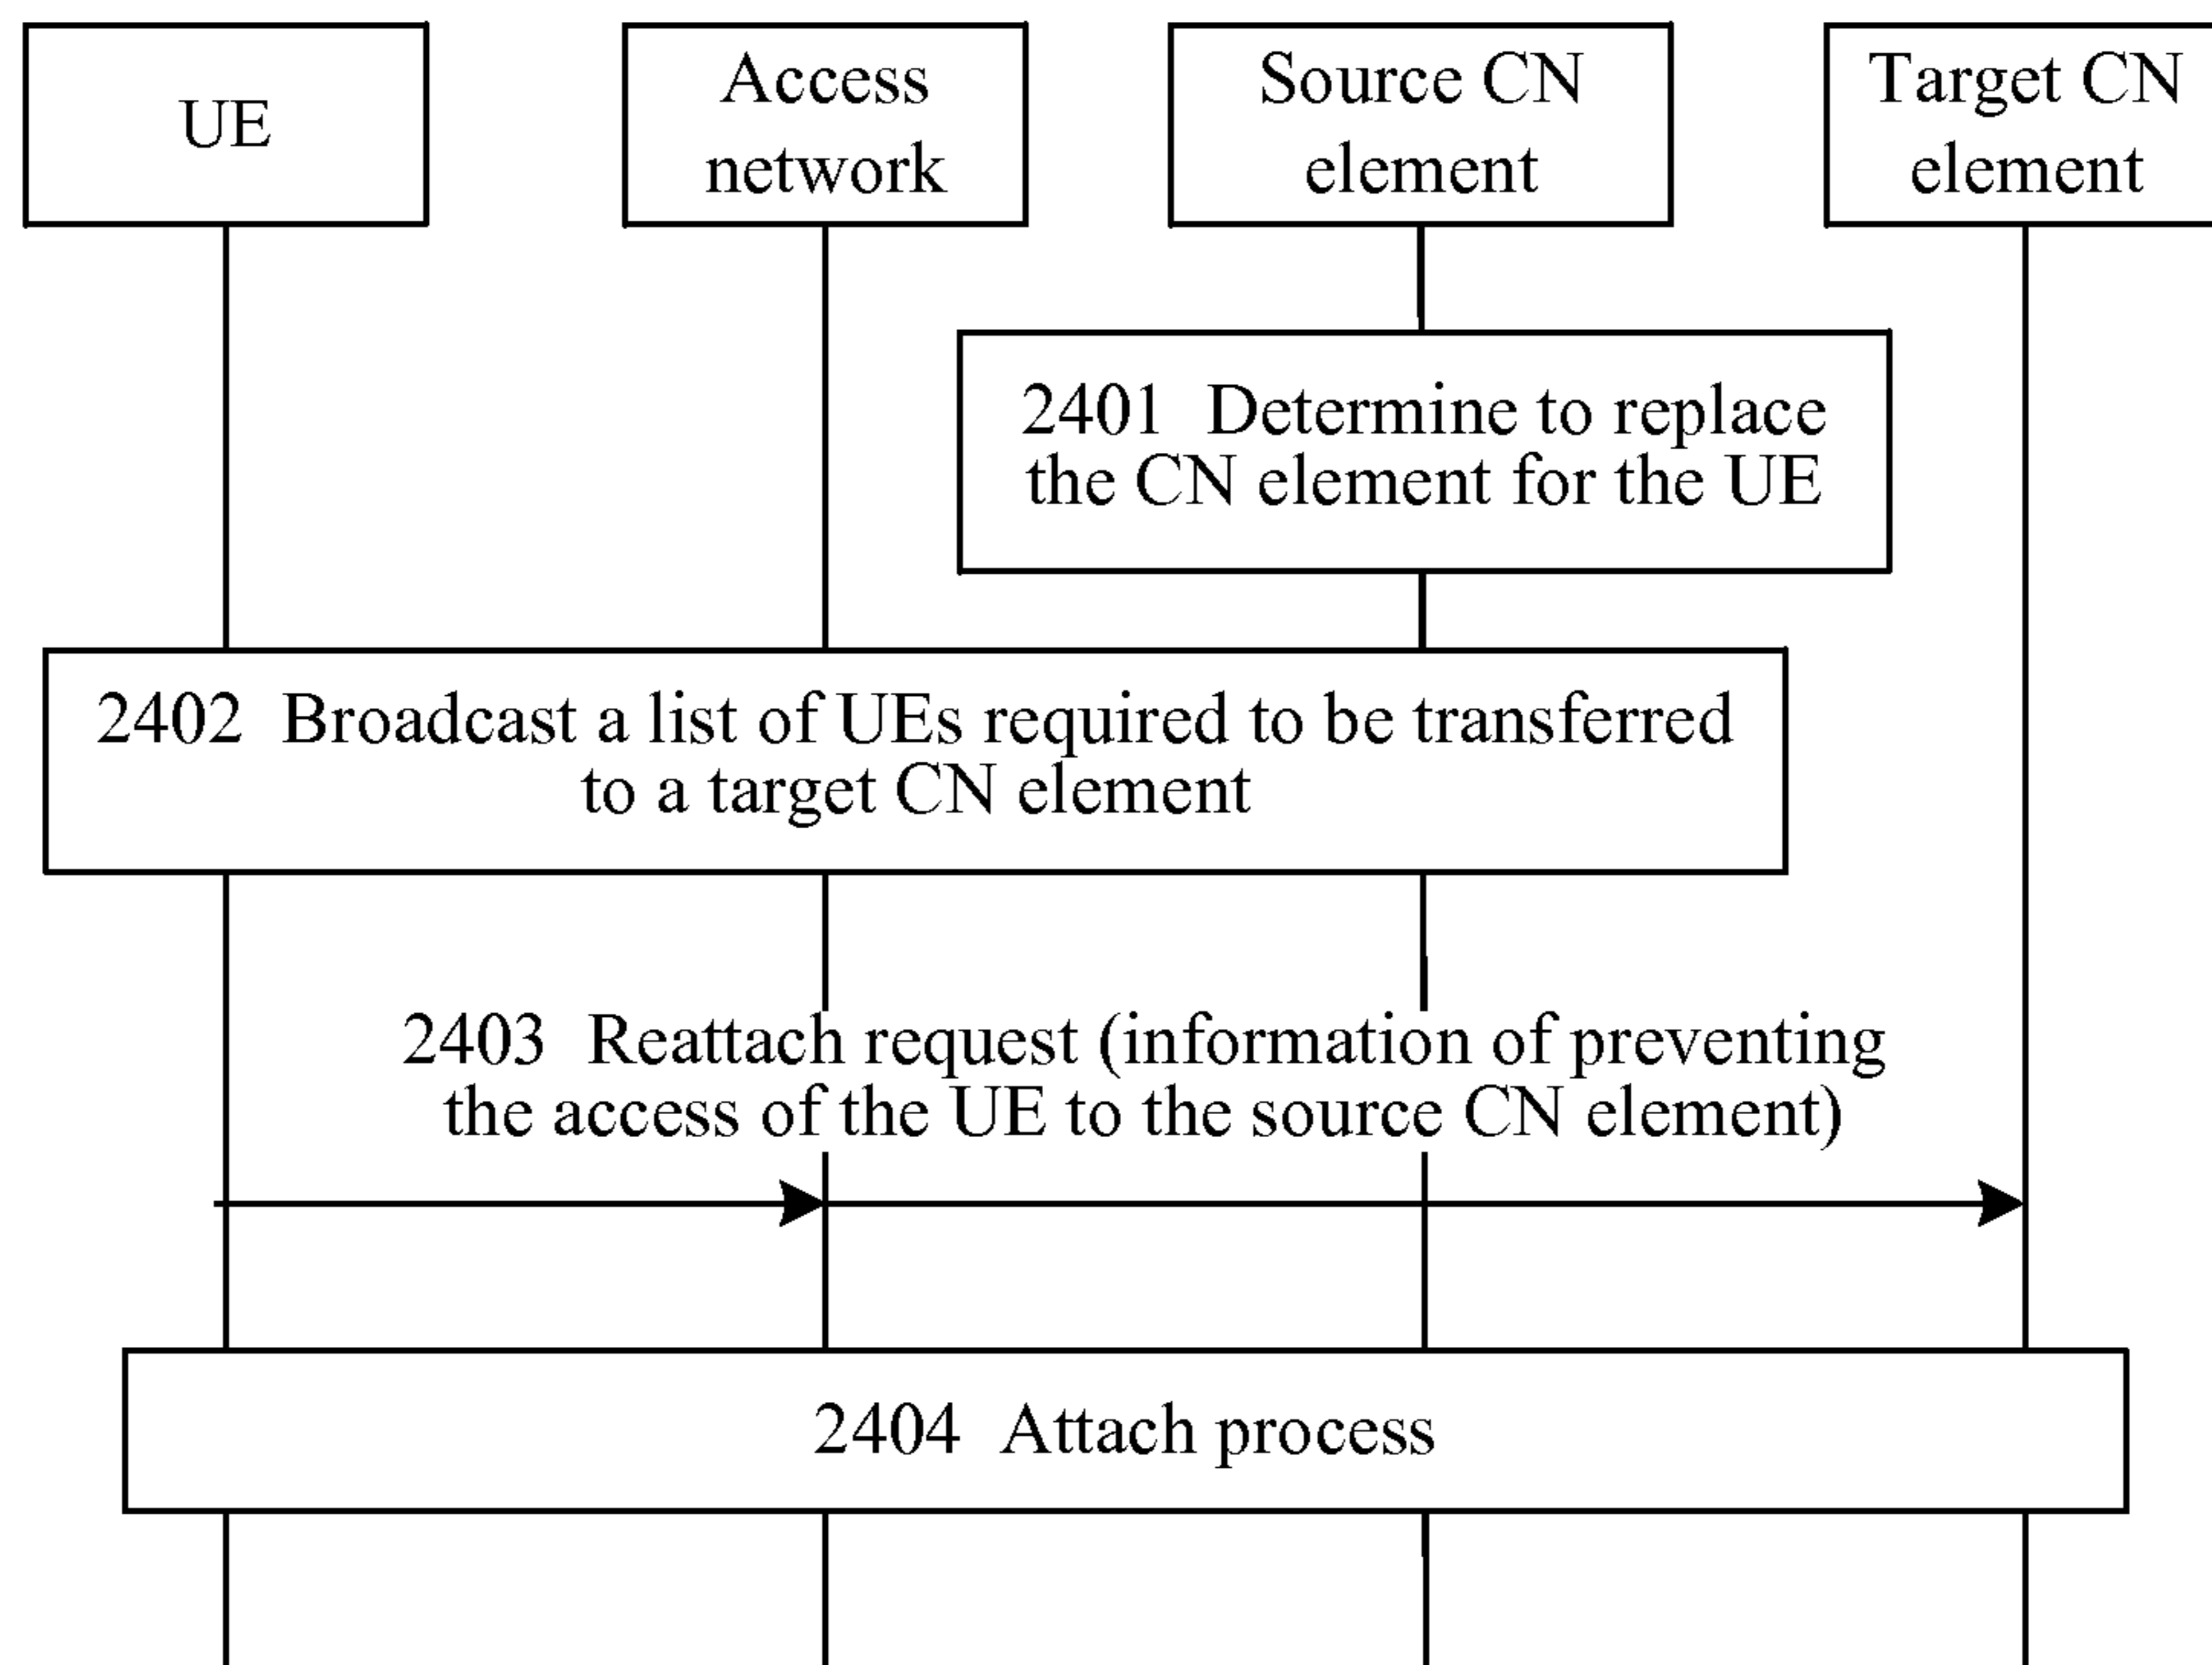 UE
Access
network
Source CN
element
Target CN
element
2401 Determine to replace
the CN element for the UE
2402 Broadcast a list of UEs required to be transferred
to a target CN element
2403 Reattach request (information of preventing
the access of the UE to the source CN element)
2404 Attach process